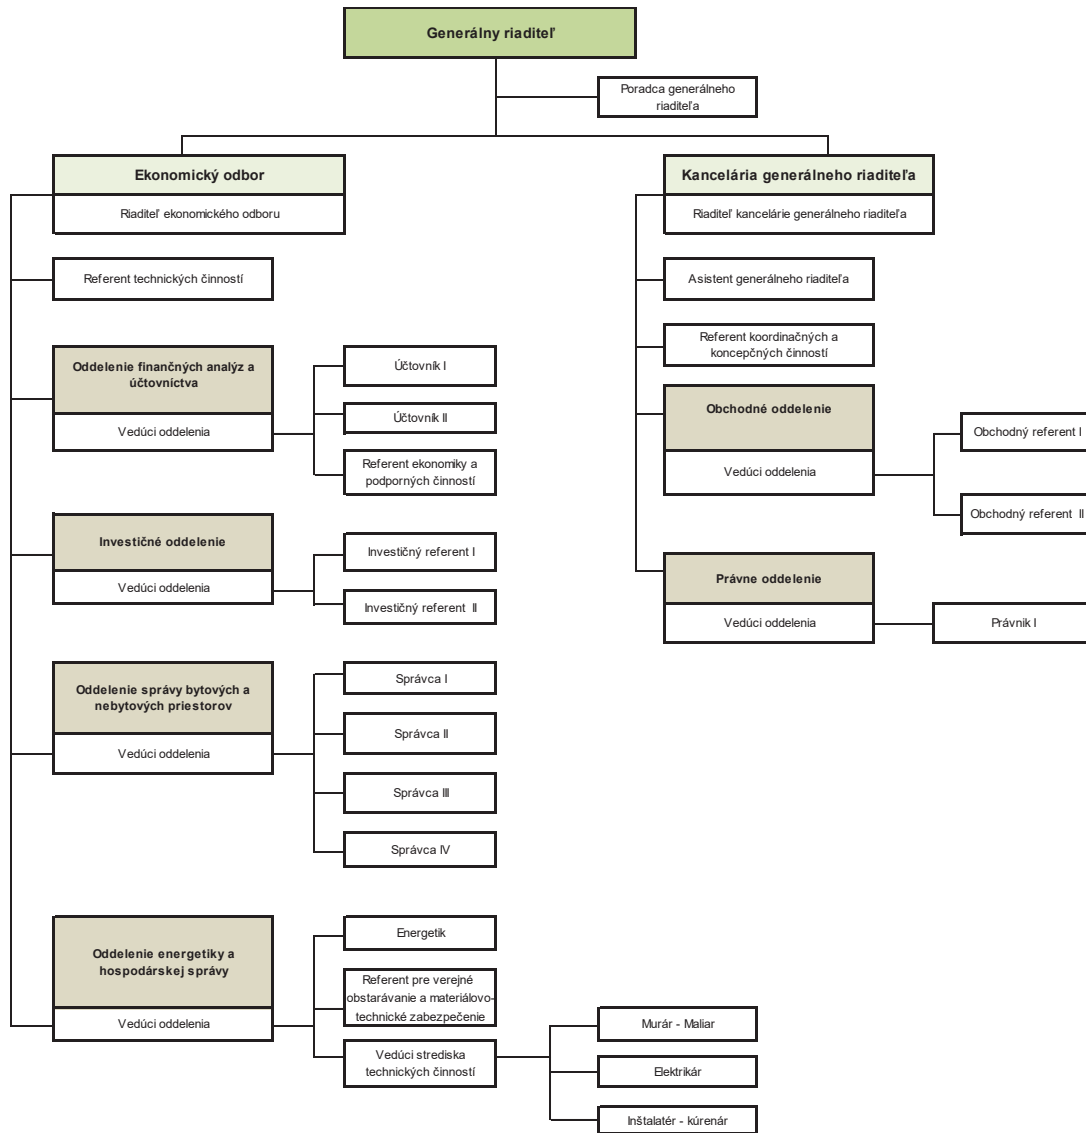 Generálny riaditeľ
Poradca generálneho
riaditeľa
Ekonomický odbor
Riaditeľ ekonomického odboru
Referent technických činností
Oddelenie finančných analýz a
účtovníctva
Vedúci oddelenia
Účtovník I
Účtovník II
Referent ekonomiky a
podporných činností
Investičné oddelenie
Vedúci oddelenia
Investičný referent I
Investičný referent II
Oddelenie správy bytových a
nebytových priestorov
Vedúci oddelenia
Správca I
Správca II
Správca III
Správca IV
Oddelenie energetiky a
hospodárskej správy
Vedúci oddelenia
Energetik
Referent pre verejné
obstarávanie a materiálovo-
technické zabezpečenie
Vedúci strediska
technických činností
Murár - Maliar
Elektrikár
Inštalatér - kúrenár
Kancelária generálneho riaditeľa
Riaditeľ kancelárie generálneho riaditeľa
Asistent generálneho riaditeľa
Referent koordinačných a
koncepčných činností
Obchodné oddelenie
Vedúci oddelenia
Obchodný referent I
Obchodný referent II
Právne oddelenie
Vedúci oddelenia
Právnik I